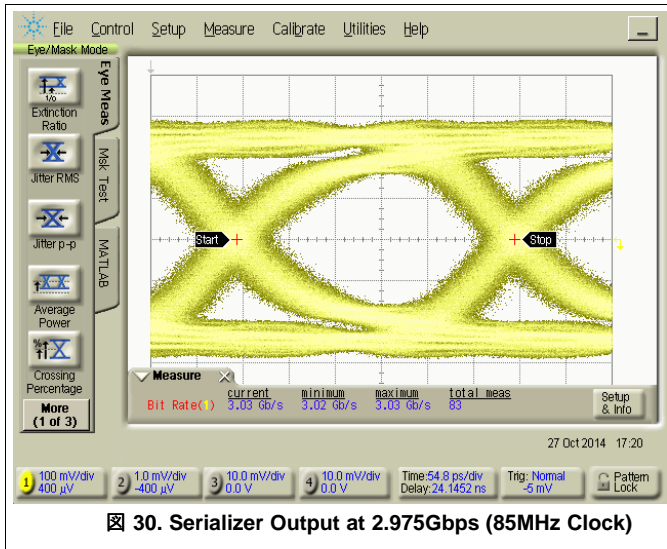 File Control Setup Measure Calibrate Utilities Help
Eye/Mask Mode
Eye Meas
Msk Test
MATLAB
1/0
Extinction
Ratio
Jitter RMS
Jitter p-p
Average
Power
%
Crossing
Percentage
More
(1 of 3)
Start
Stop
Measure
current minimum maximum total meas
Bit Rate(1) 3.03 Gb/s 3.02 Gb/s 3.03 Gb/s 83
Setup
& Info
27 Oct 2014 17:20
1 100 mV/div
400 µV
2 1.0 mV/div
-400 µV
3 10.0 mV/div
0.0 V
4 10.0 mV/div
0.0 V
Time:54.8 ps/div
Delay:24.1452 ns
Trig: Normal
-5 mV
Pattern
Lock
図 30. Serializer Output at 2.975Gbps (85MHz Clock)